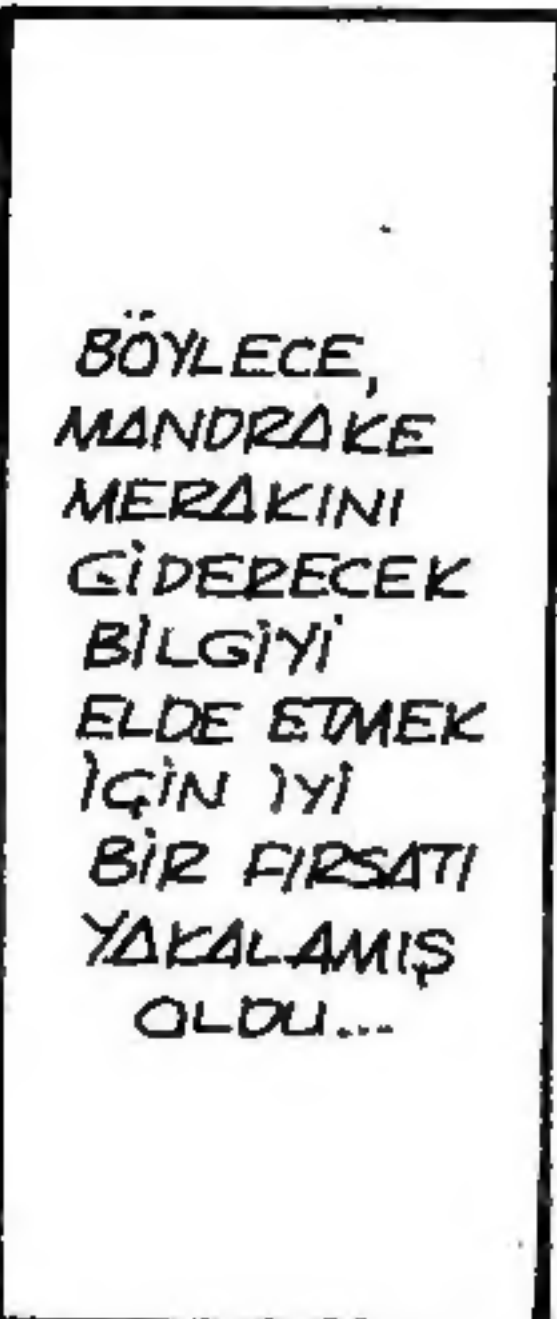 BÖYLECE,
MANDRAKE
MERAKINI
GİDERECEK
BİLGİYİ
ELDE ETMEK
İÇİN İYİ
BİR FIRSATI
YAKALAMIŞ
OLDU...